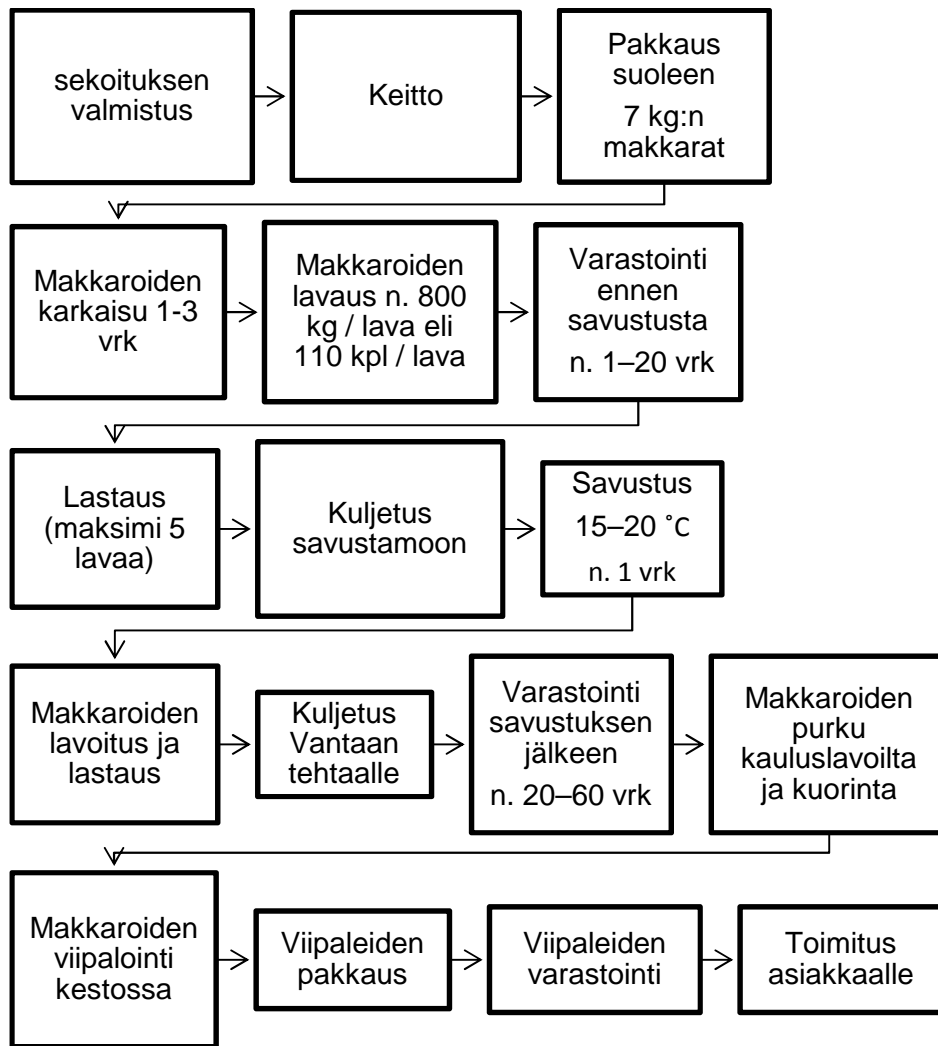 sekoituksen
valmistus
Keitto
Pakkaus
suoleen
7 kg:n
makkarat
Makkaroiden
karkaisu 1-3
vrk
Makkaroiden
lavaus n. 800
kg / lava eli
110 kpl / lava
Varastointi
ennen
savustusta
n. 1–20 vrk
Lastaus
(maksimi 5
lavaa)
Kuljetus
savustamoon
Savustus
15–20 ˚C
n. 1 vrk
Makkaroiden
lavoitus ja
lastaus
Kuljetus
Vantaan
tehtaalle
Varastointi
savustuksen
jälkeen
n. 20–60 vrk
Makkaroiden
purku
kauluslavoilta
ja kuorinta
Makkaroiden
viipalointi
kestossa
Viipaleiden
pakkaus
Viipaleiden
varastointi
Toimitus
asiakkaalle